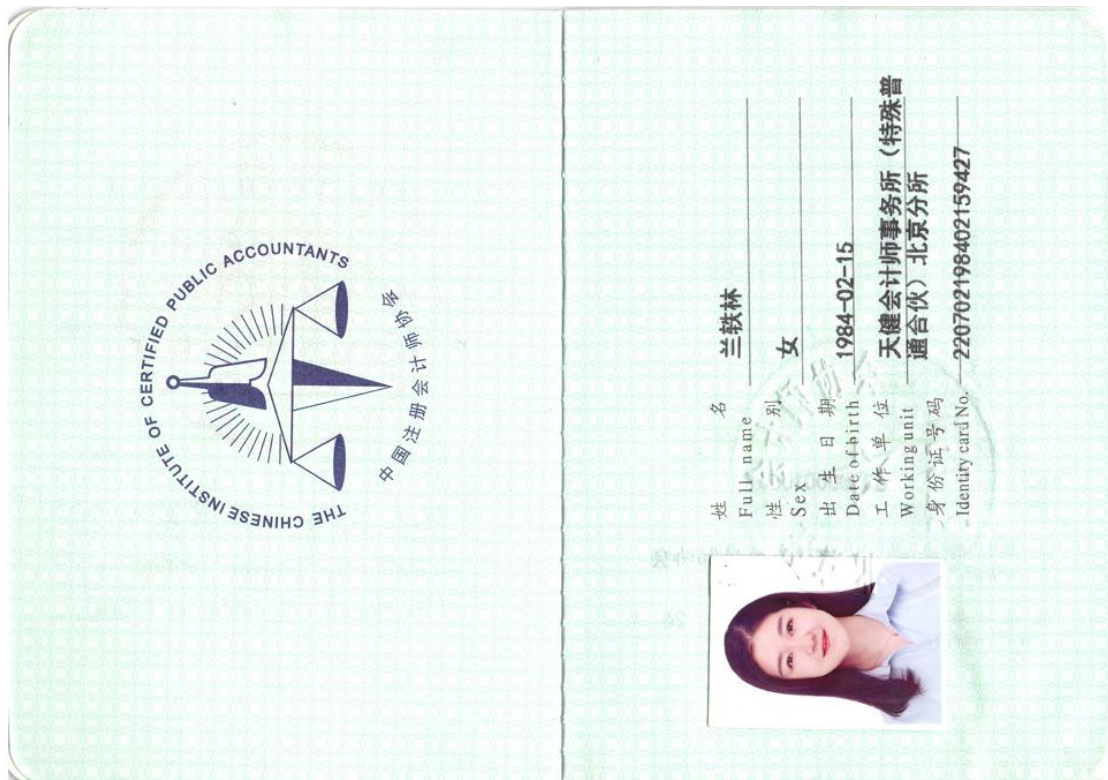 THE CHINESE INSTITUTE OF CERTIFIED PUBLIC ACCOUNTANTS
中国注册会计师协会
姓名 兰轶林
Full name
性别 女
Sex
出生日期 1984-02-15
Date of birth
工作单位 天健会计师事务所（特殊普
Working unit 通合伙）北京分所
身份证号码
Identity card No. 220702198402159427